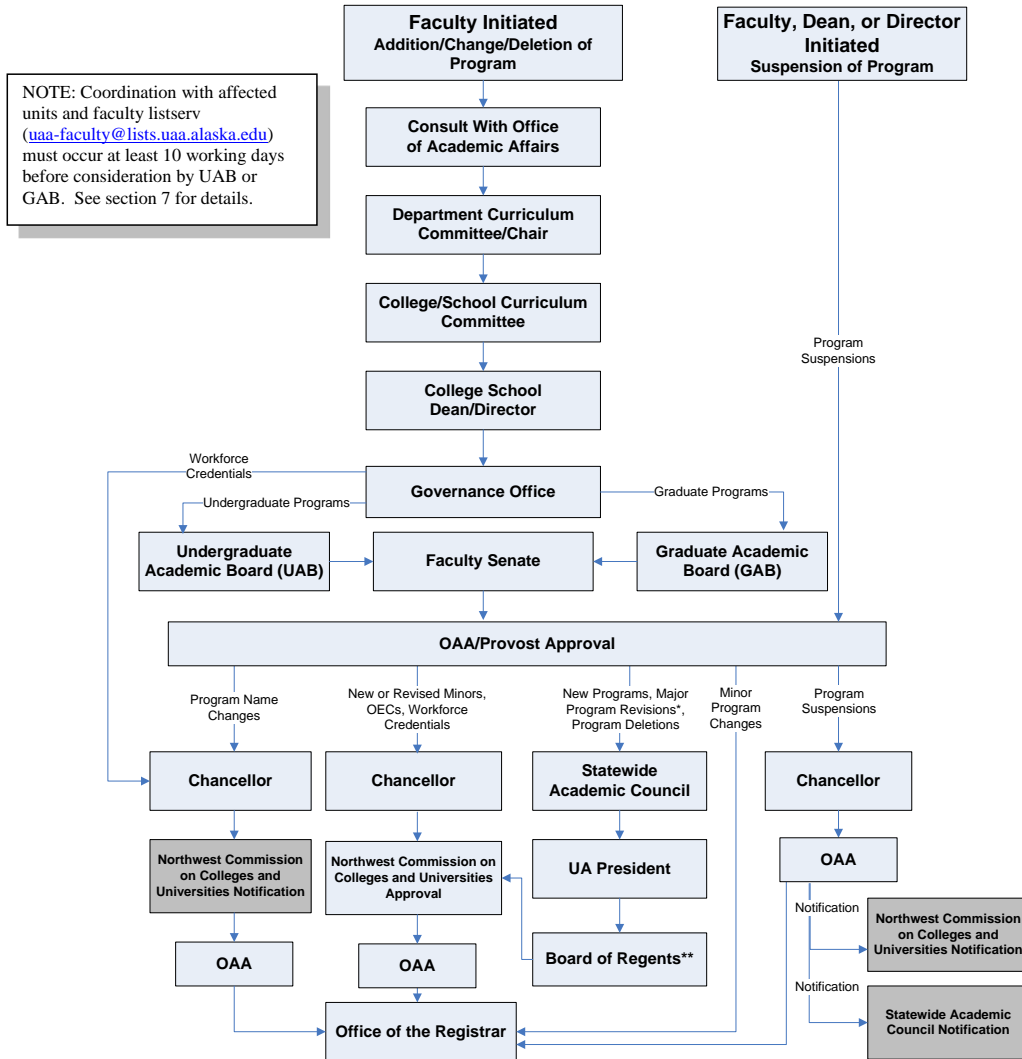 Faculty Initiated
Addition/Change/Deletion of
Program
Faculty, Dean, or Director
Initiated
Suspension of Program
NOTE: Coordination with affected
units and faculty listserv
(uaa-faculty@lists.uaa.alaska.edu)
must occur at least 10 working days
before consideration by UAB or
GAB.  See section 7 for details.
Consult With Office
of Academic Affairs
Department Curriculum
Committee/Chair
College/School Curriculum
Committee
Program
Suspensions
College School
Dean/Director
Workforce
Credentials
Governance Office
Undergraduate Programs
Graduate Programs
Undergraduate
Academic Board (UAB)
Faculty Senate
Graduate Academic
Board (GAB)
OAA/Provost Approval
Program Name
Changes
New or Revised Minors,
OECs, Workforce
Credentials
New Programs, Major
Program Revisions*,
Program Deletions
Minor
Program
Changes
Program
Suspensions
Chancellor
Chancellor
Statewide
Academic Council
Chancellor
Northwest Commission
on Colleges and
Universities Notification
Northwest Commission on
Colleges and Universities
Approval
UA President
OAA
Notification
Northwest Commission
on Colleges and
Universities Notification
OAA
OAA
Board of Regents**
Notification
Statewide Academic
Council Notification
Office of the Registrar